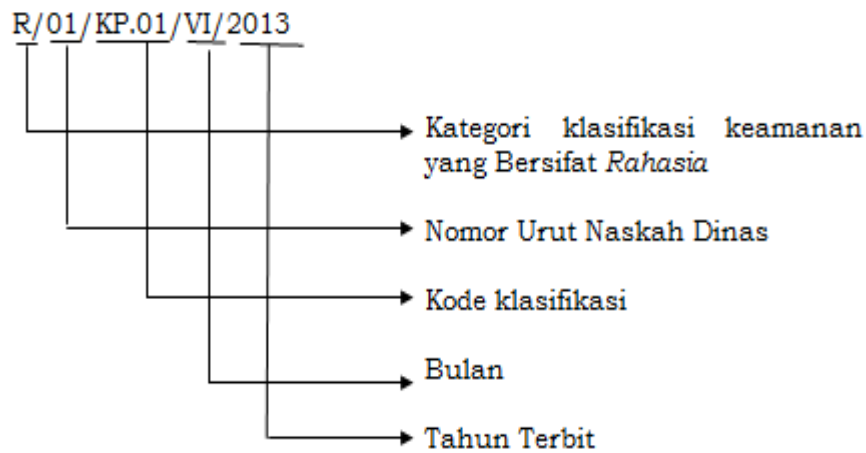 R/01/KP.01/VI/2013
Kategori klasifikasi keamanan
yang Bersifat Rahasia
Nomor Urut Naskah Dinas
Kode klasifikasi
Bulan
Tahun Terbit